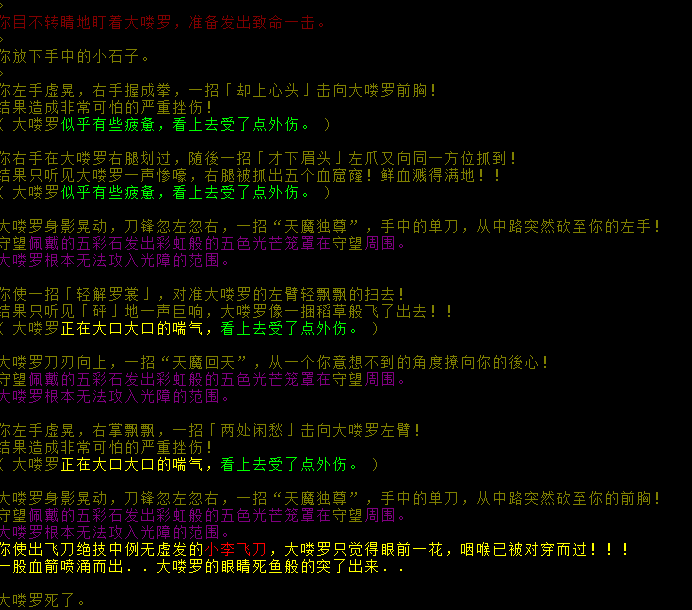 >
你目不转睛地盯着大喽罗，准备发出致命一击。
>
你放下手中的小石子。
>
你左手虚晃，右手握成拳，一招「却上心头」击向大喽罗前胸！
结果造成非常可怕的严重挫伤！
（ 大喽罗似乎有些疲惫，看上去受了点外伤。 ）
你右手在大喽罗右腿划过，随後一招「才下眉头」左爪又向同一方位抓到！
结果只听见大喽罗一声惨嚎，右腿被抓出五个血窟窿！鲜血溅得满地！！
（ 大喽罗似乎有些疲惫，看上去受了点外伤。 ）
大喽罗身影晃动，刀锋忽左忽右，一招“天魔独尊”，手中的单刀，从中路突然砍至你的左手！
守望佩戴的五彩石发出彩虹般的五色光芒笼罩在守望周围。
大喽罗根本无法攻入光障的范围。
你使一招「轻解罗裳」，对准大喽罗的左臂轻飘飘的扫去！
结果只听见「砰」地一声巨响，大喽罗像一捆稻草般飞了出去！！
（ 大喽罗正在大口大口的喘气，看上去受了点外伤。 ）
大喽罗刀刃向上，一招“天魔回天”，从一个你意想不到的角度撩向你的後心！
守望佩戴的五彩石发出彩虹般的五色光芒笼罩在守望周围。
大喽罗根本无法攻入光障的范围。
你左手虚晃，右掌飘飘，一招「两处闲愁」击向大喽罗左臂！
结果造成非常可怕的严重挫伤！
（ 大喽罗正在大口大口的喘气，看上去受了点外伤。 ）
大喽罗身影晃动，刀锋忽左忽右，一招“天魔独尊”，手中的单刀，从中路突然砍至你的前胸！
守望佩戴的五彩石发出彩虹般的五色光芒笼罩在守望周围。
大喽罗根本无法攻入光障的范围。
你使出飞刀绝技中例无虚发的小李飞刀，大喽罗只觉得眼前一花，咽喉已被对穿而过！！！
一股血箭喷涌而出．．大喽罗的眼睛死鱼般的突了出来．．
大喽罗死了。